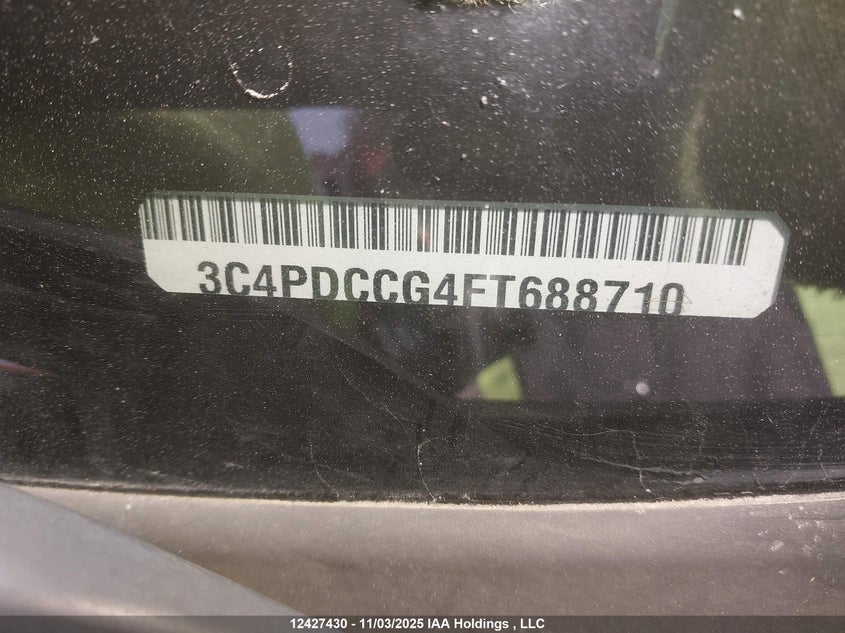 3C4PDCCG4FT688710
12427430 - 11/03/2025 IAA Holdings , LLC